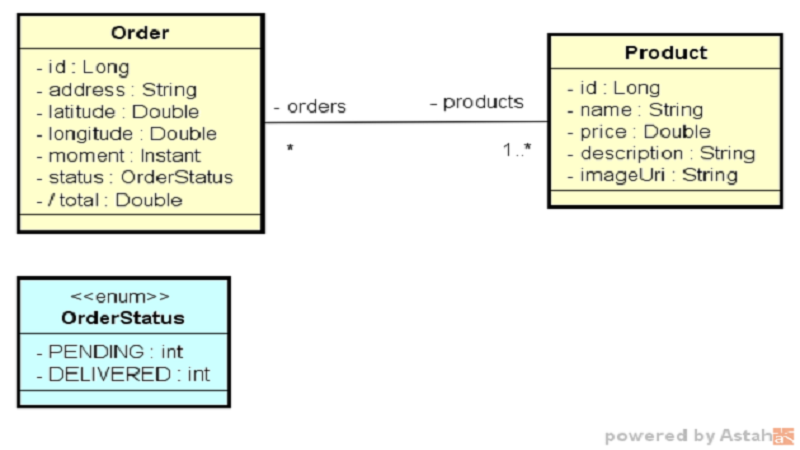 Order
- id : Long
- address : String
- latitude : Double
- longitude : Double
- moment : Instant
- status : OrderStatus
- / total : Double
- orders
*
- products
1..*
Product
- id : Long
- name : String
- price : Double
- description : String
- imageUri : String
<<enum>>
OrderStatus
- PENDING : int
- DELIVERED : int
powered by Astah